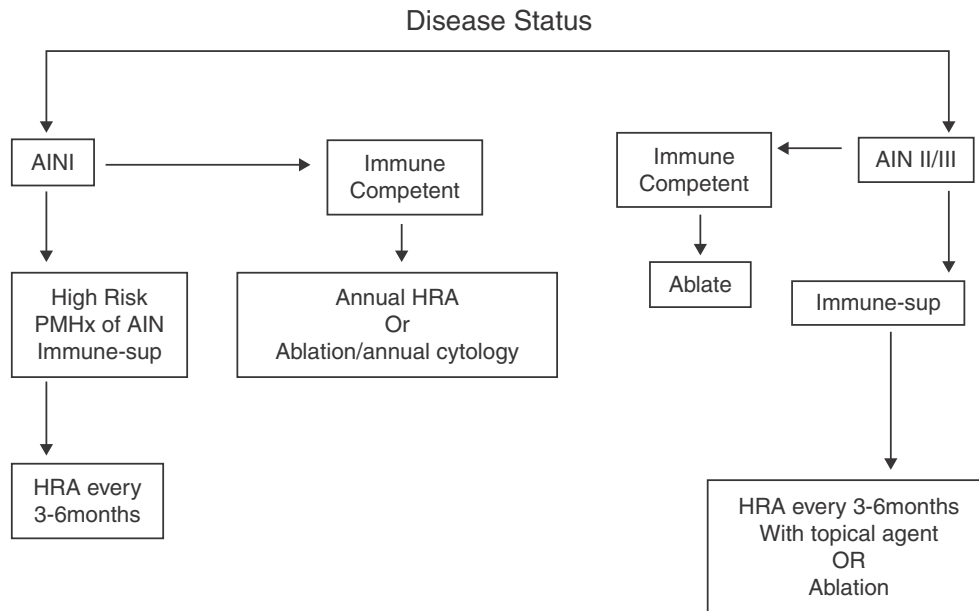 Disease Status
AINI
Immune
Competent
Immune
Competent
AIN II/III
High Risk
PMHx of AIN
Immune-sup
Annual HRA
Or
Ablation/annual cytology
Ablate
Immune-sup
HRA every
3-6months
HRA every 3-6months
With topical agent
OR
Ablation